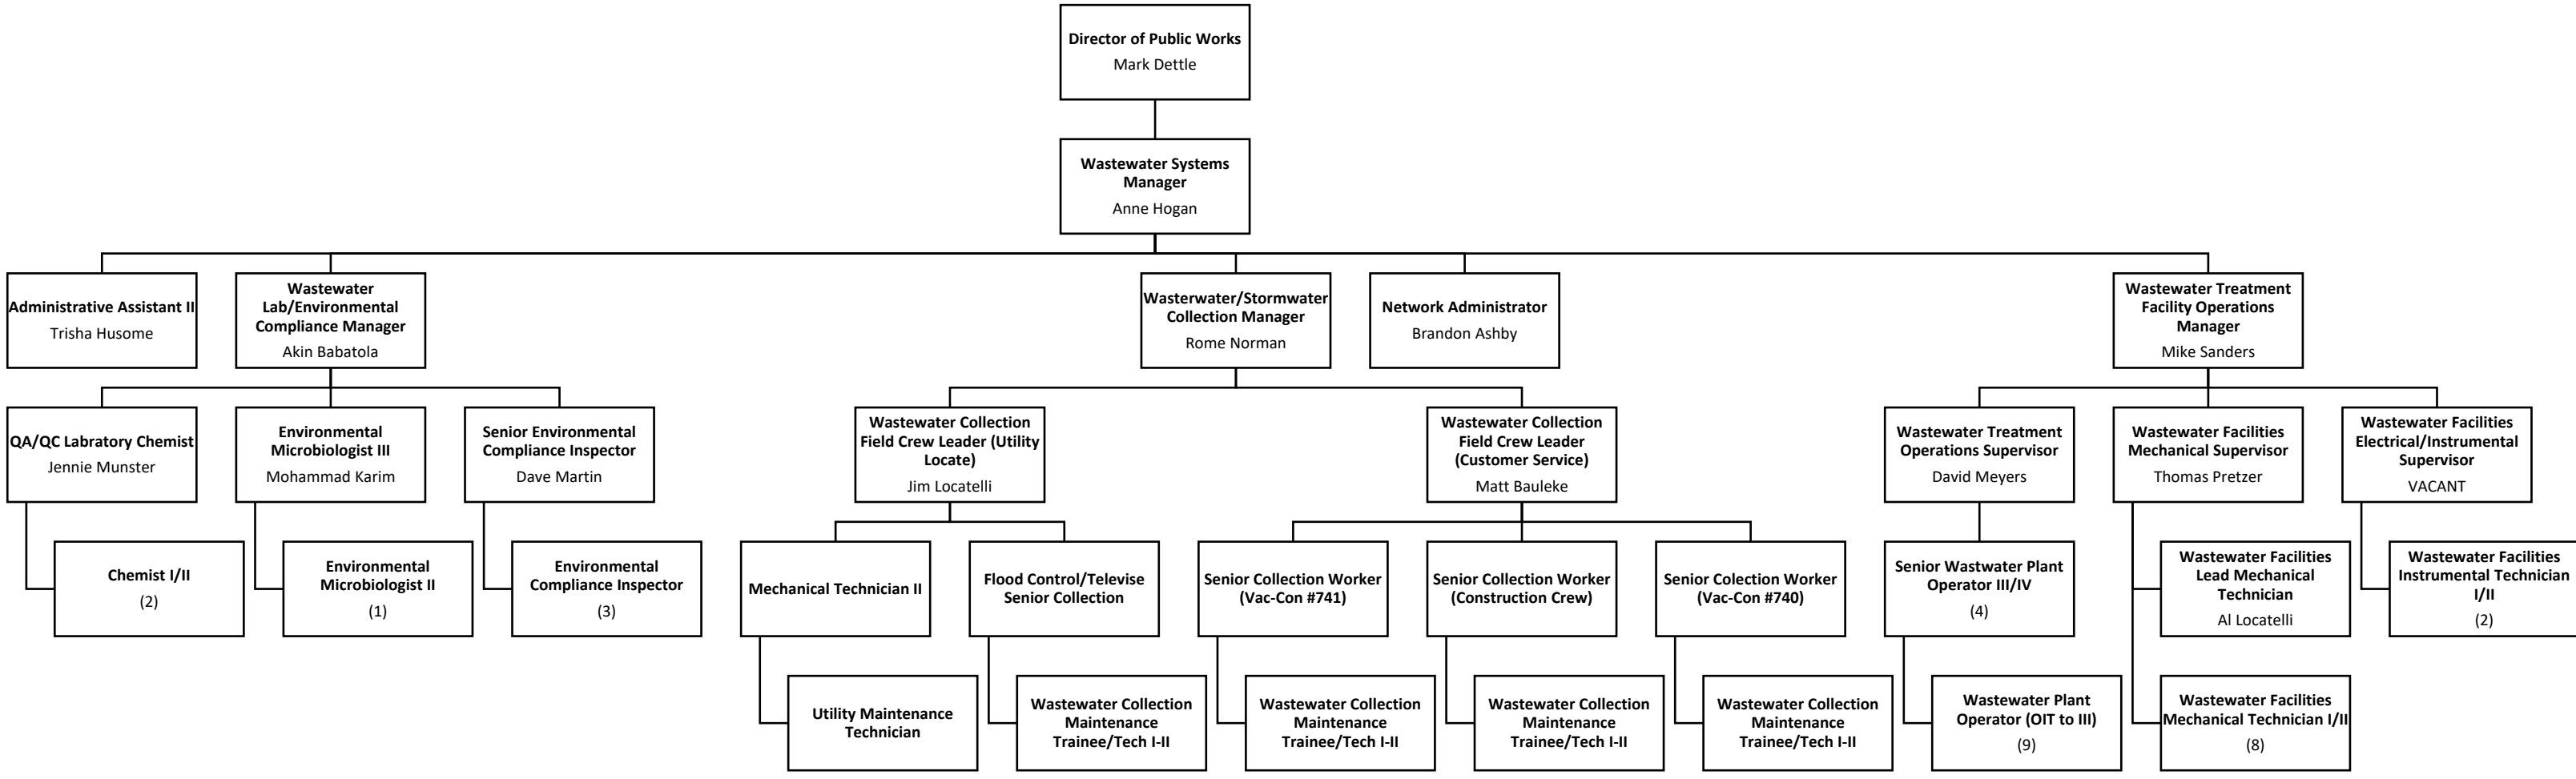 Director of Public Works
Mark Dettle
Wastewater Systems
Manager
Anne Hogan
Administrative Assistant II
Trisha Husome
Wastewater
Lab/Environmental
Compliance Manager
Akin Babatola
Wasterwater/Stormwater
Collection Manager
Rome Norman
Network Administrator
Brandon Ashby
Wastewater Treatment
Facility Operations
Manager
Mike Sanders
QA/QC Labratory Chemist
Jennie Munster
Environmental
Microbiologist III
Mohammad Karim
Senior Environmental
Compliance Inspector
Dave Martin
Wastewater Collection
Field Crew Leader (Utility
Locate)
Jim Locatelli
Wastewater Collection
Field Crew Leader
(Customer Service)
Matt Bauleke
Wastewater Treatment
Operations Supervisor
David Meyers
Wastewater Facilities
Mechanical Supervisor
Thomas Pretzer
Wastewater Facilities
Electrical/Instrumental
Supervisor
VACANT
Chemist I/II
(2)
Environmental
Microbiologist II
(1)
Environmental
Compliance Inspector
(3)
Mechanical Technician II
Flood Control/Televise
Senior Collection
Senior Collection Worker
(Vac-Con #741)
Senior Collection Worker
(Construction Crew)
Senior Colection Worker
(Vac-Con #740)
Senior Wastwater Plant
Operator III/IV
(4)
Wastewater Facilities
Lead Mechanical
Technician
Al Locatelli
Wastewater Facilities
Instrumental Technician
I/II
(2)
Utility Maintenance
Technician
Wastewater Collection
Maintenance
Trainee/Tech I-II
Wastewater Collection
Maintenance
Trainee/Tech I-II
Wastewater Collection
Maintenance
Trainee/Tech I-II
Wastewater Collection
Maintenance
Trainee/Tech I-II
Wastewater Plant
Operator (OIT to III)
(9)
Wastewater Facilities
Mechanical Technician I/II
(8)